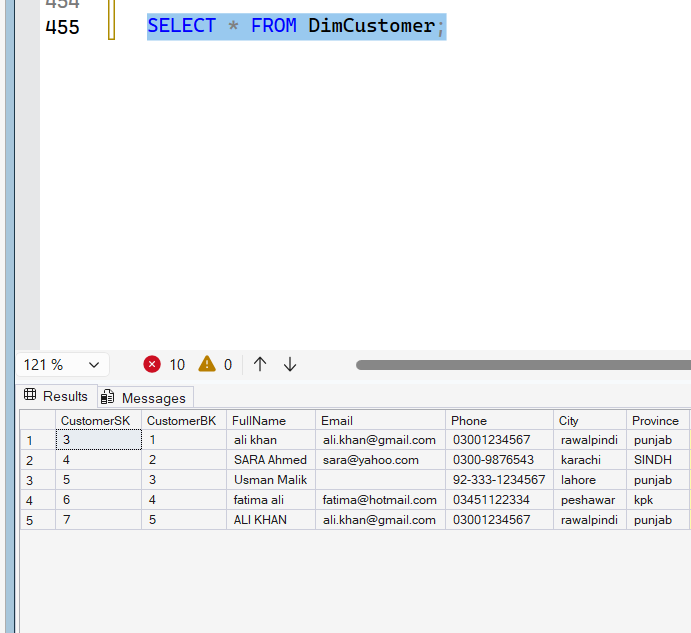 454
455 SELECT * FROM DimCustomer;
121 % 10 0
Results Messages
CustomerSK CustomerBK FullName Email Phone City Province
1 3 1 ali khan ali.khan@gmail.com 03001234567 rawalpindi punjab
2 4 2 SARA Ahmed sara@yahoo.com 0300-9876543 karachi SINDH
3 5 3 Usman Malik 92-333-1234567 lahore punjab
4 6 4 fatima ali fatima@hotmail.com 03451122334 peshawar kpk
5 7 5 ALI KHAN ali.khan@gmail.com 03001234567 rawalpindi punjab